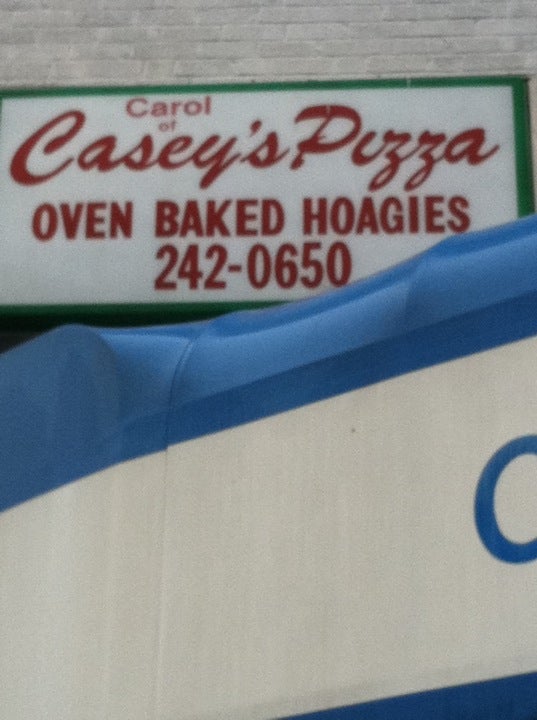 Carol
of
Casey's Pizza
OVEN BAKED HOAGIES
242-0650